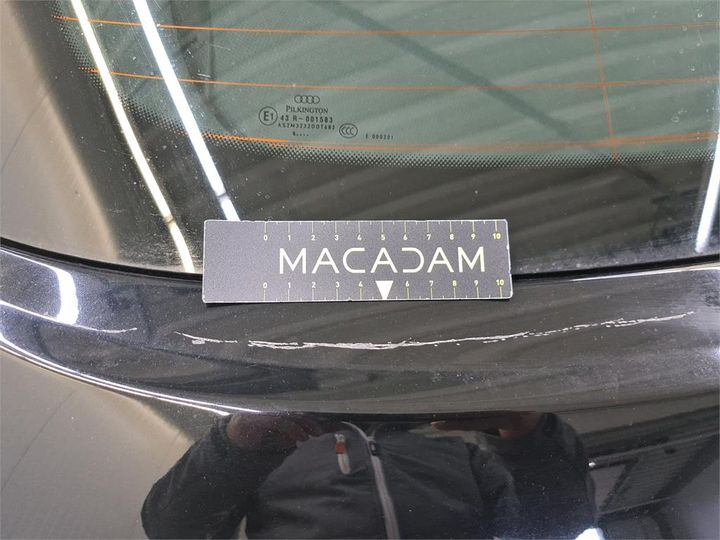 PILKINGTON
E1 43 R-001583
CCC
E 000201
0 1 2 3 4 5 6 7 8 9 10
MACADAM
0 1 2 3 4 6 7 8 9 10